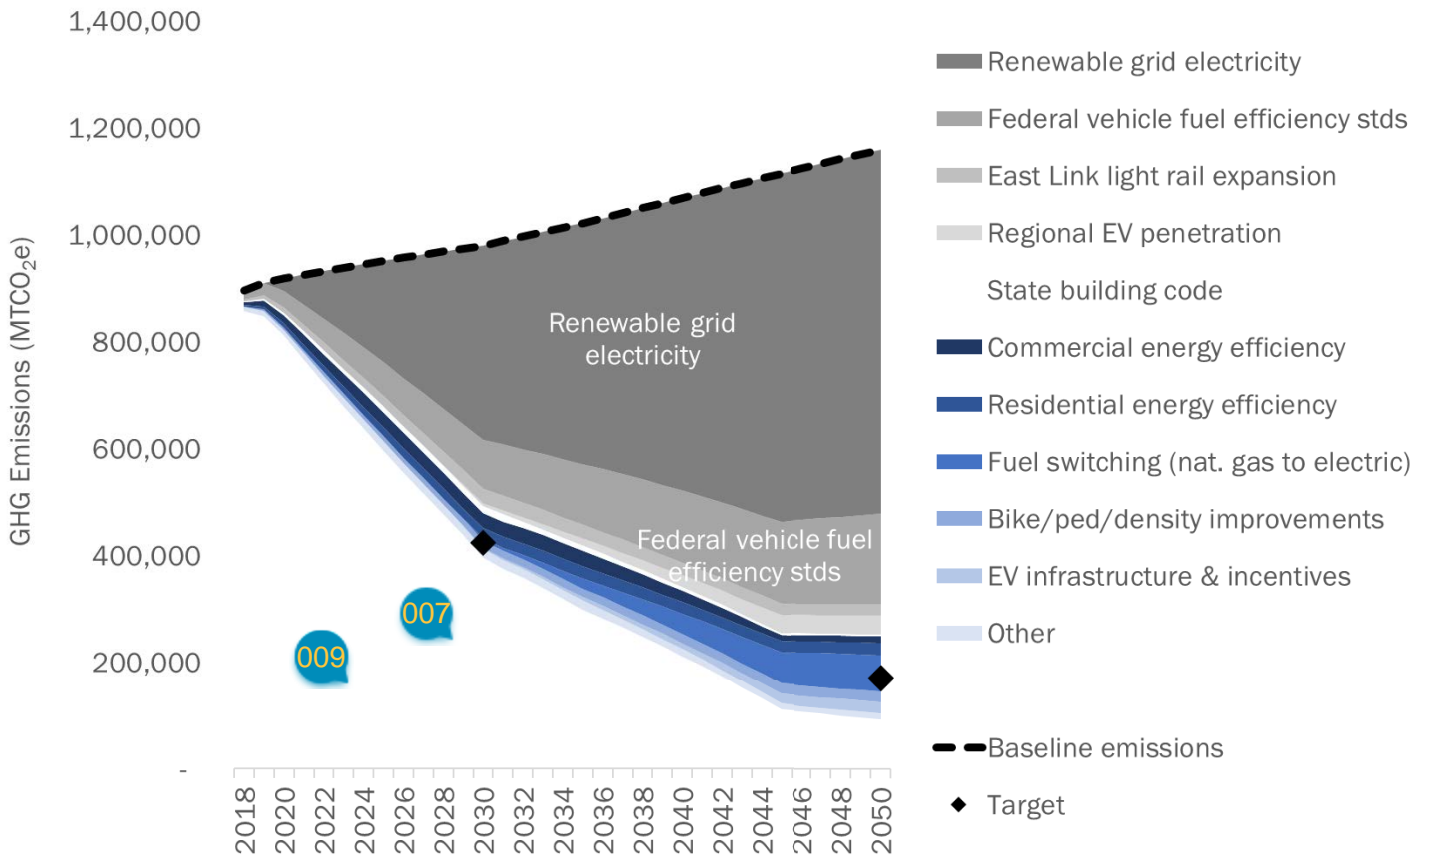 1,400,000
1,200,000
1,000,000
800,000
600,000
400,000
200,000
-
GHG Emissions (MTCO₂e)
Renewable grid
electricity
Federal vehicle fuel
efficiency stds
007
009
2018
2020
2022
2024
2026
2028
2030
2032
2034
2036
2038
2040
2042
2044
2046
2048
2050
Renewable grid electricity
Federal vehicle fuel efficiency stds
East Link light rail expansion
Regional EV penetration
State building code
Commercial energy efficiency
Residential energy efficiency
Fuel switching (nat. gas to electric)
Bike/ped/density improvements
EV infrastructure & incentives
Other
Baseline emissions
Target